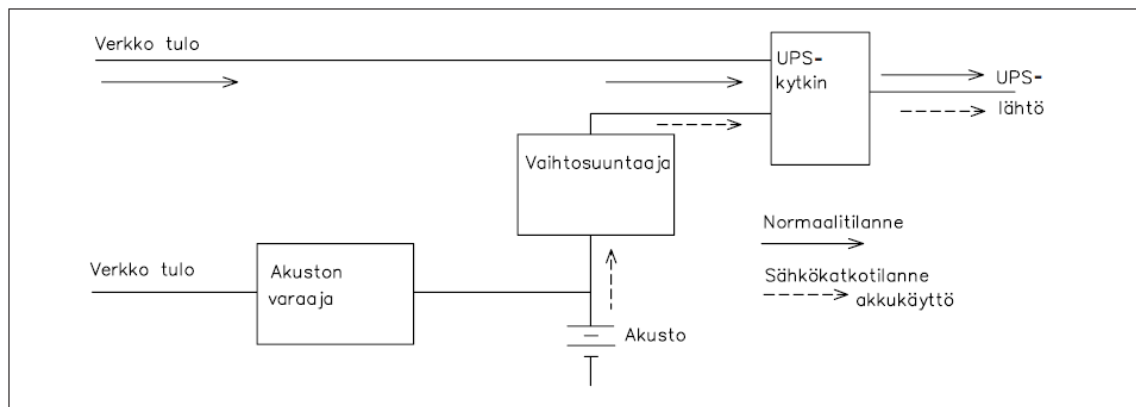 Verkko tulo
UPS-
kytkin
UPS-
lähtö
Vaihtosuuntaaja
Normaalitilanne
Verkko tulo
Akuston
varaaja
Sähkökatkotilanne
akkukäyttö
Akusto